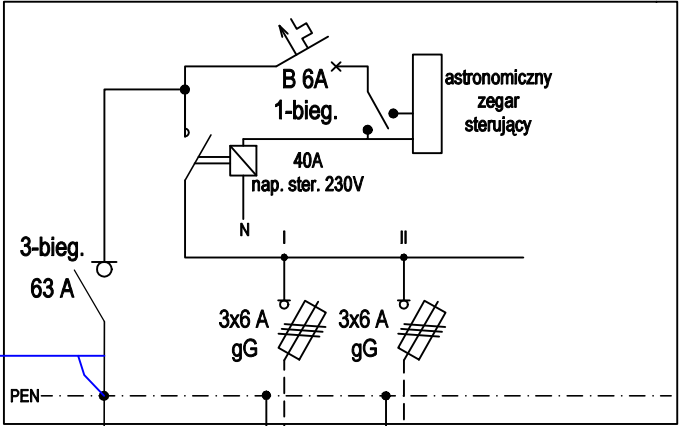 B 6A
1-bieg.
astronomiczny
zegar
sterujący
40A
nap. ster. 230V
N
3-bieg.
63 A
I
II
3x6 A
gG
3x6 A
gG
PEN